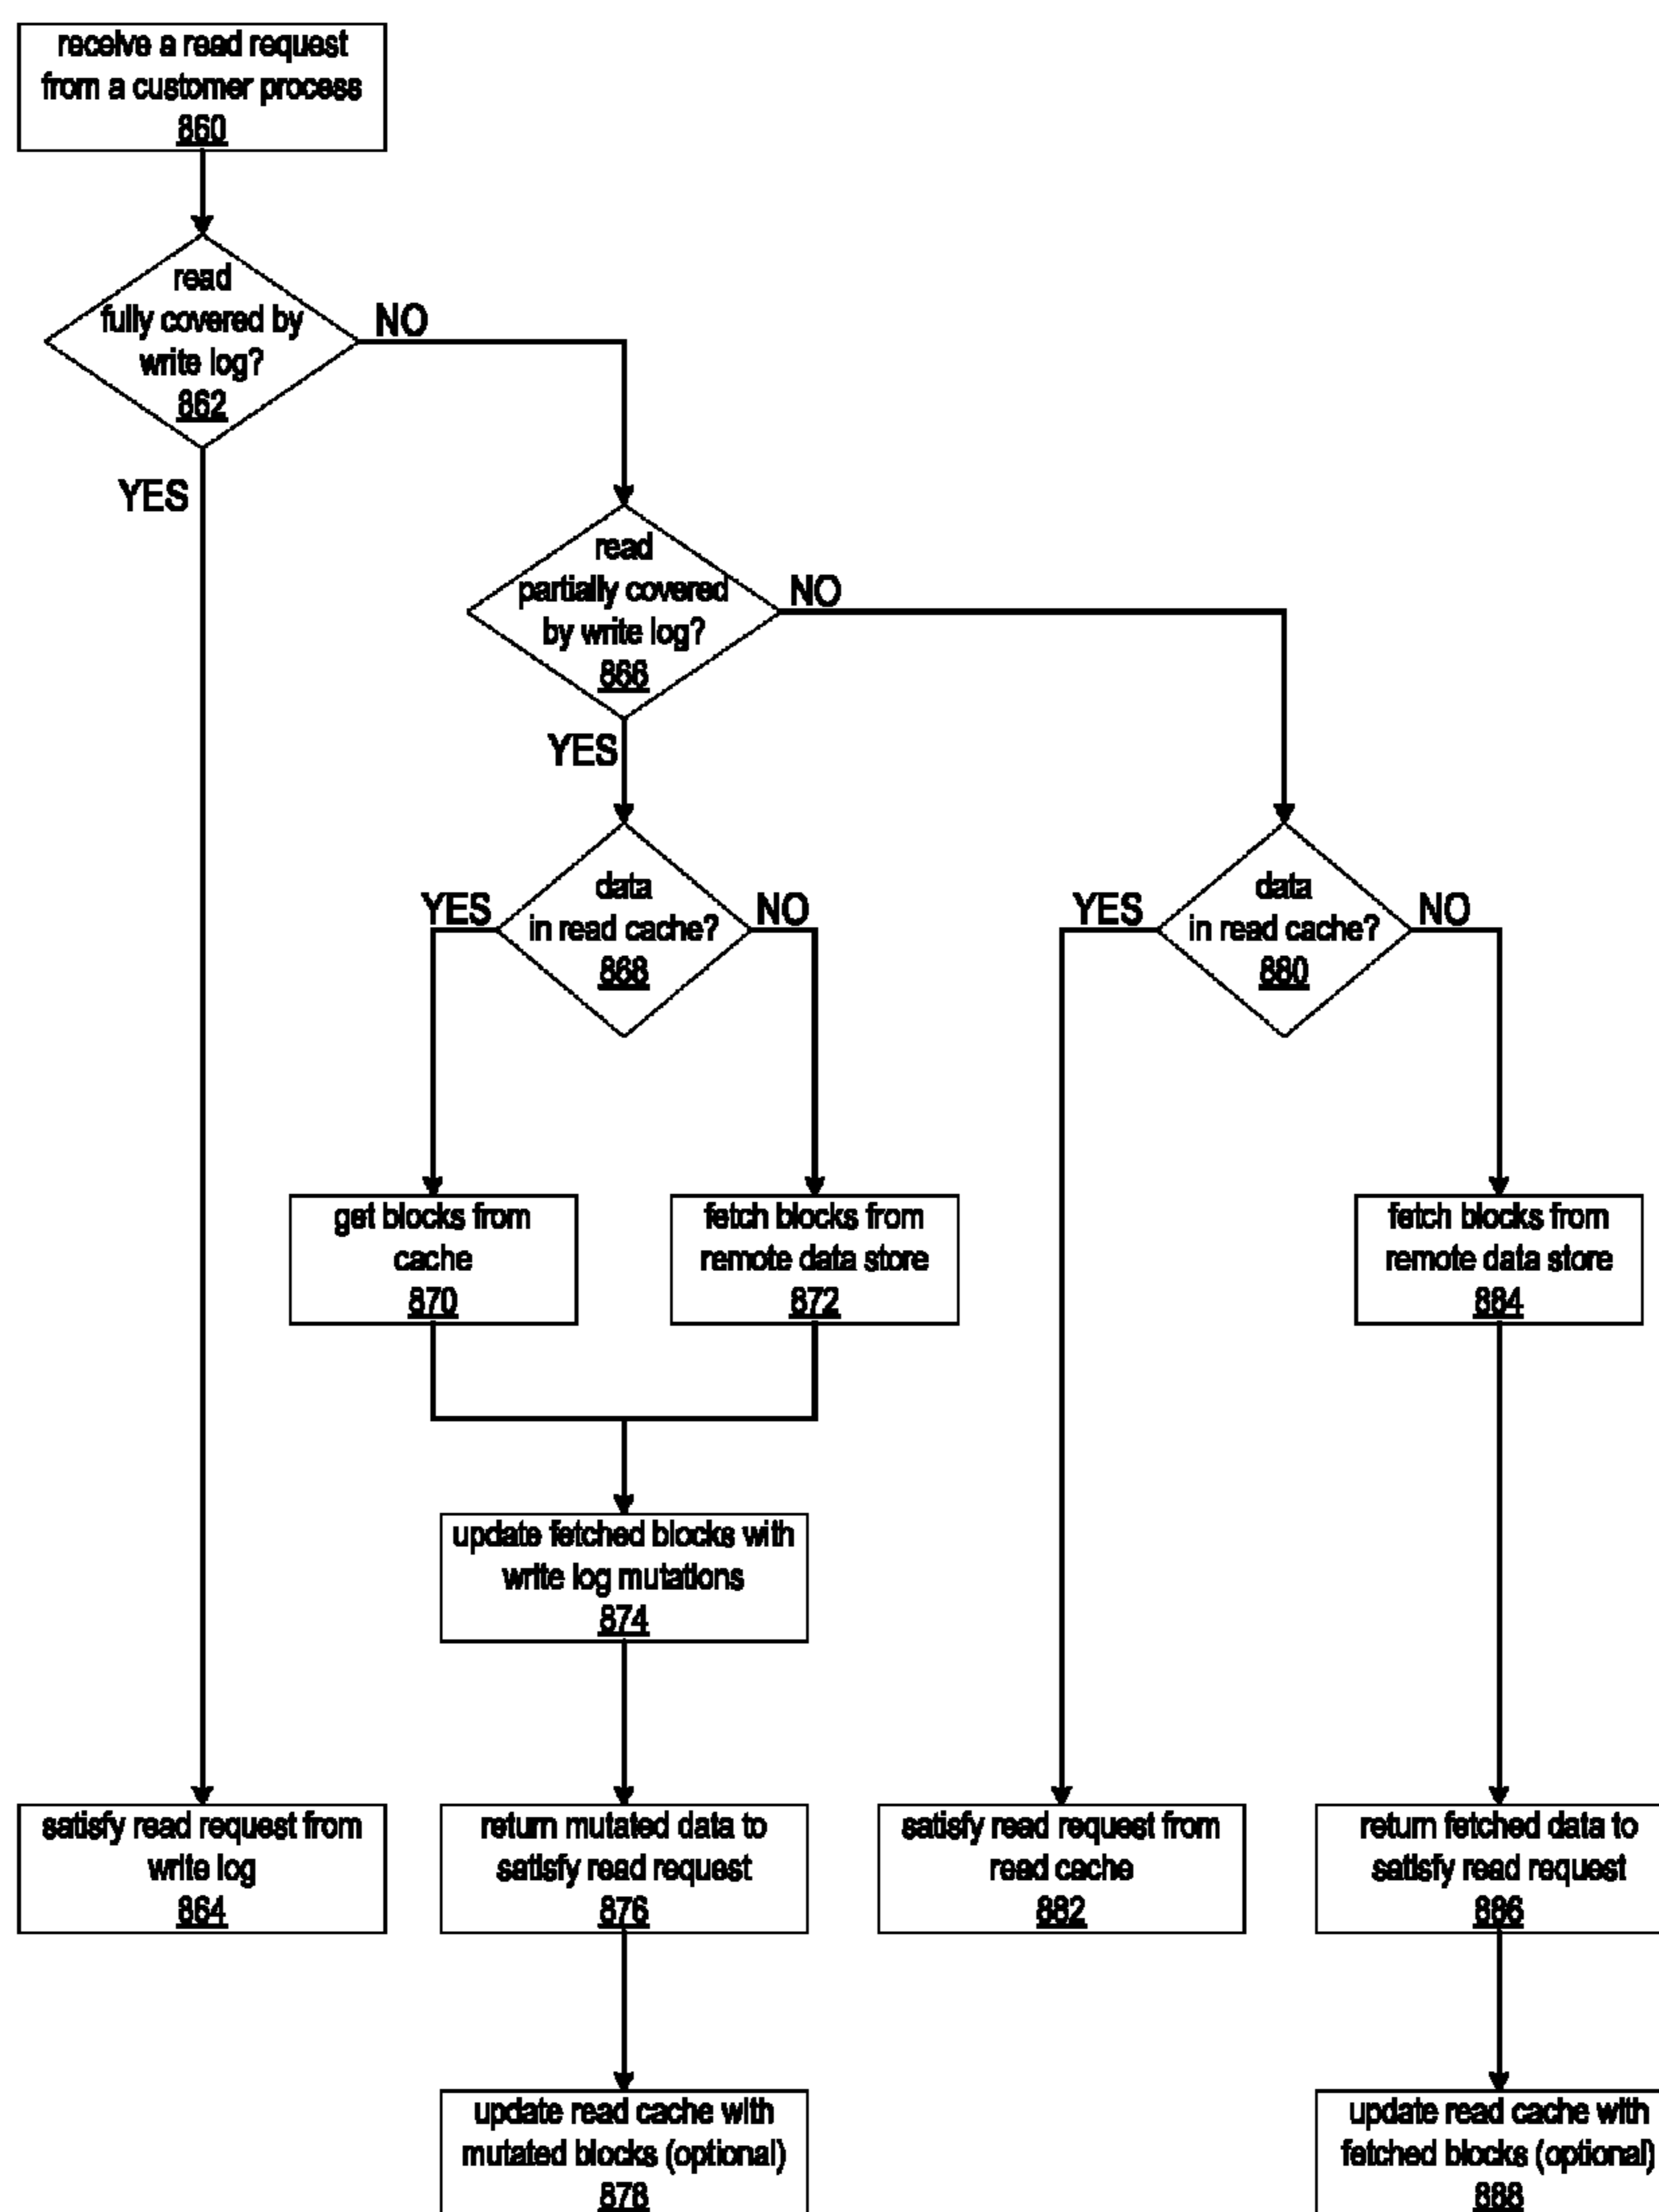 receive a read request
from a customer process
860
read
fully covered by
write log?
862
NO
YES
read
partially covered
by write log?
866
NO
YES
data
in read cache?
868
YES
NO
data
in read cache?
880
YES
NO
get blocks from
cache
870
fetch blocks from
remote data store
872
fetch blocks from
remote data store
884
update fetched blocks with
write log mutations
874
satisfy read request from
write log
864
return mutated data to
satisfy read request
876
satisfy read request from
read cache
882
return fetched data to
satisfy read request
886
update read cache with
mutated blocks (optional)
878
update read cache with
fetched blocks (optional)
888